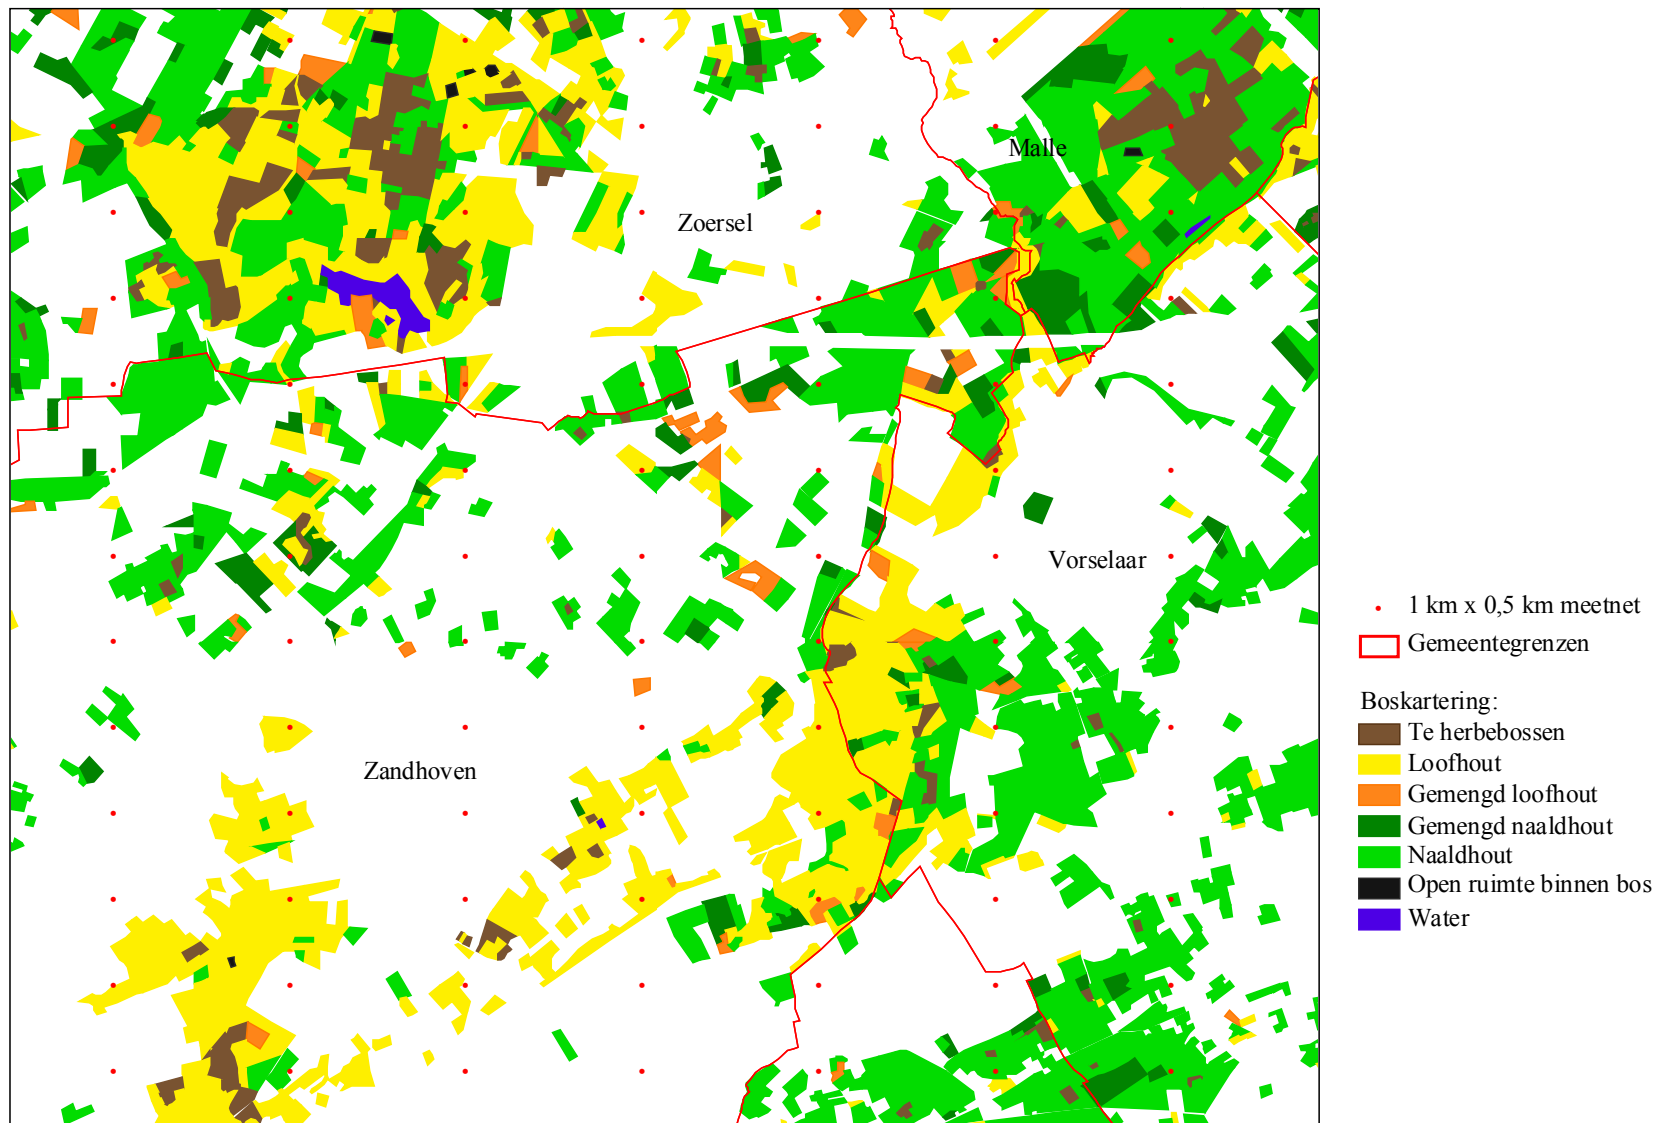 Malle
Zoersel
Vorselaar
Zandhoven
1 km x 0,5 km meetnet
Gemeentegrenzen
Boskartering:
Te herbebossen
Loofhout
Gemengd loofhout
Gemengd naaldhout
Naaldhout
Open ruimte binnen bos
Water